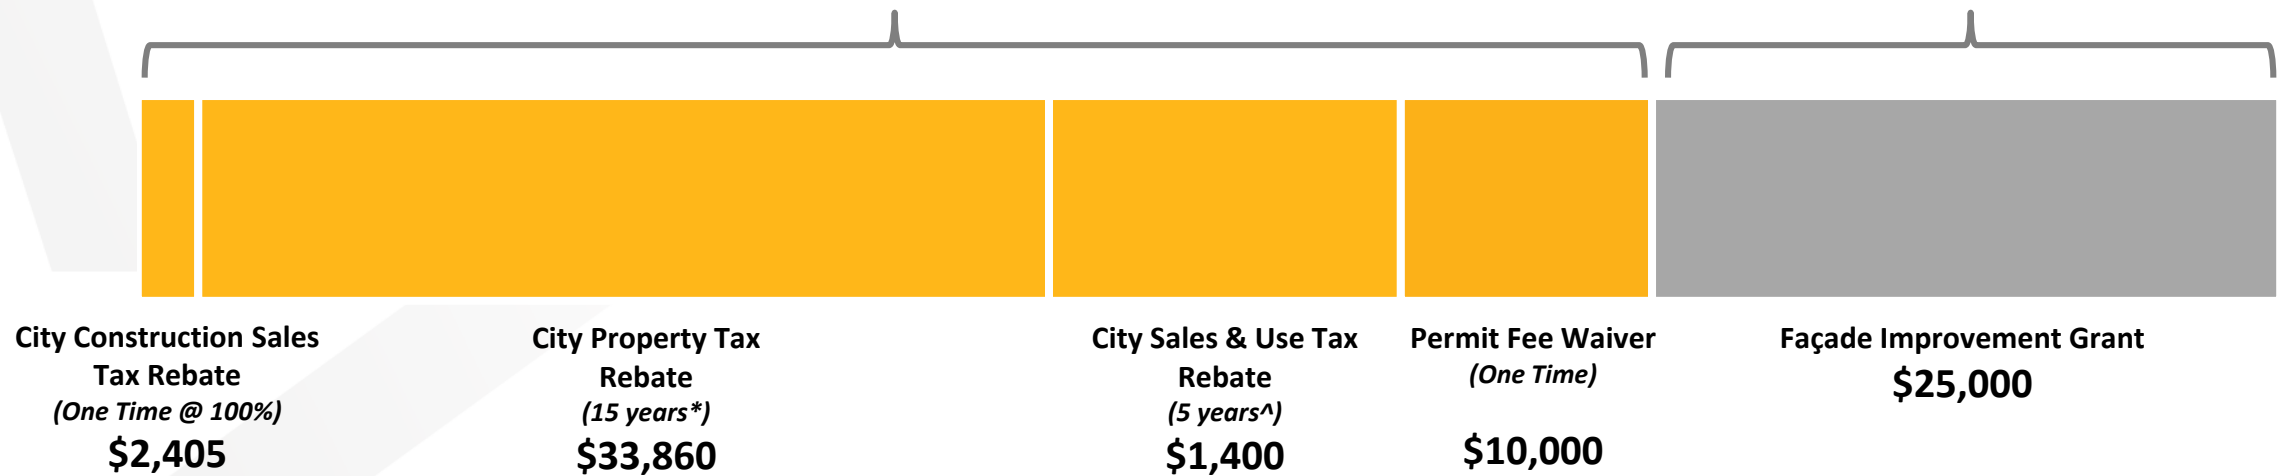 City Construction Sales
Tax Rebate
(One Time @ 100%)
$2,405
City Property Tax
Rebate
(15 years*)
$33,860
City Sales & Use Tax
Rebate
(5 years^)
$1,400
Permit Fee Waiver
(One Time)
$10,000
Façade Improvement Grant
$25,000